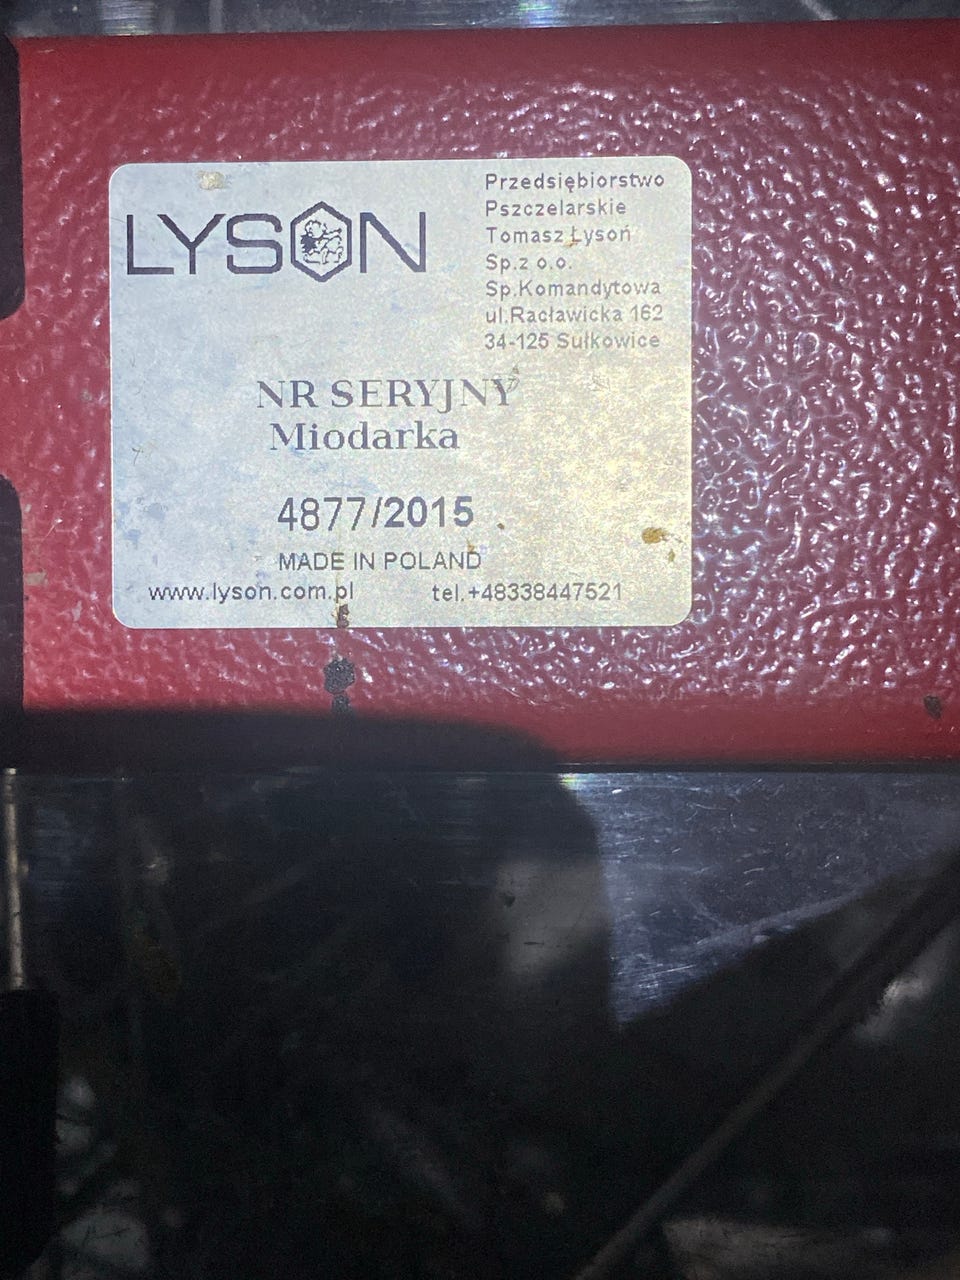 LYSON
Przedsiębiorstwo
Pszczelarskie
Tomasz Łysoń
Sp.z o.o.
Sp.Komandytowa
ul.Racławicka 162
34-125 Sułkowice
NR SERYJNY
Miodarka
4877/2015
MADE IN POLAND
www.lyson.com.pl tel.+48338447521